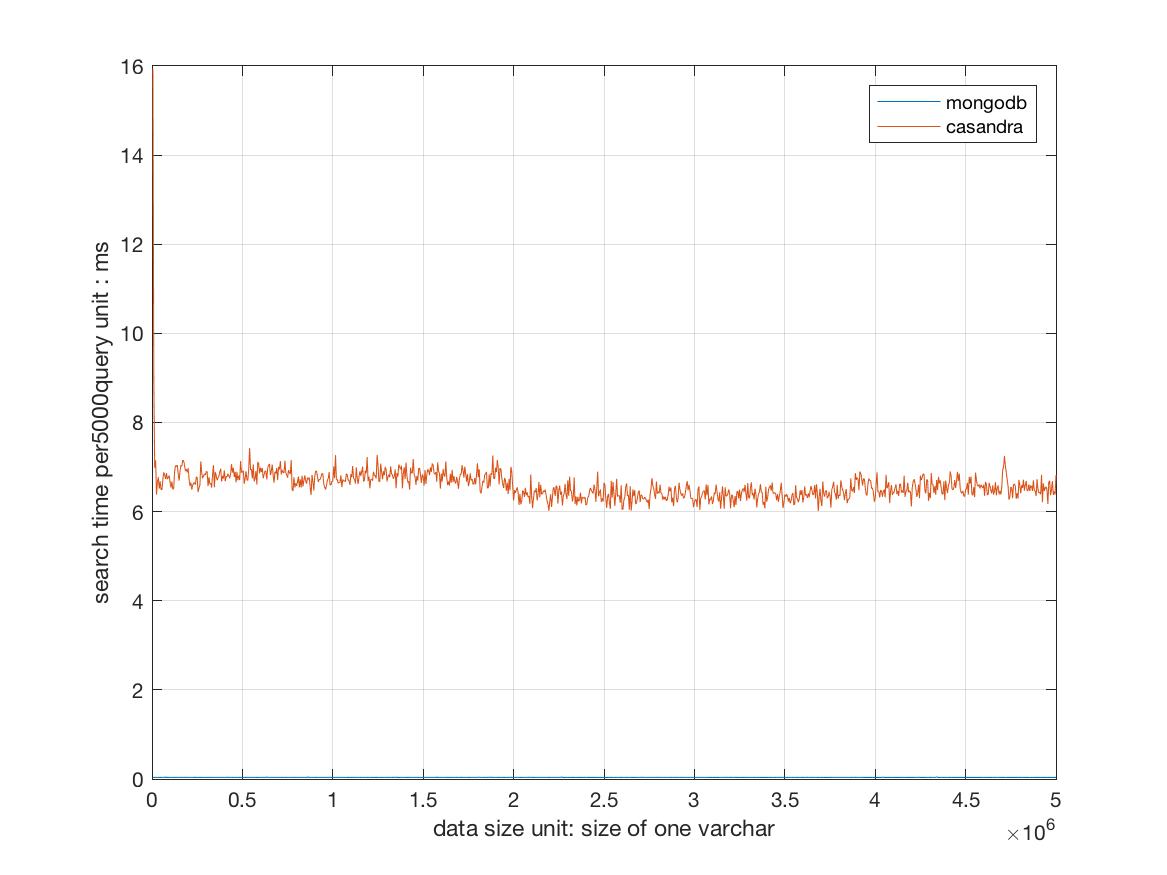 16
14
12
10
8
6
4
2
0
search time per5000query unit : ms
mongodb
casandra
0 0.5 1 1.5 2 2.5 3 3.5 4 4.5 5
data size unit: size of one varchar
×10⁶